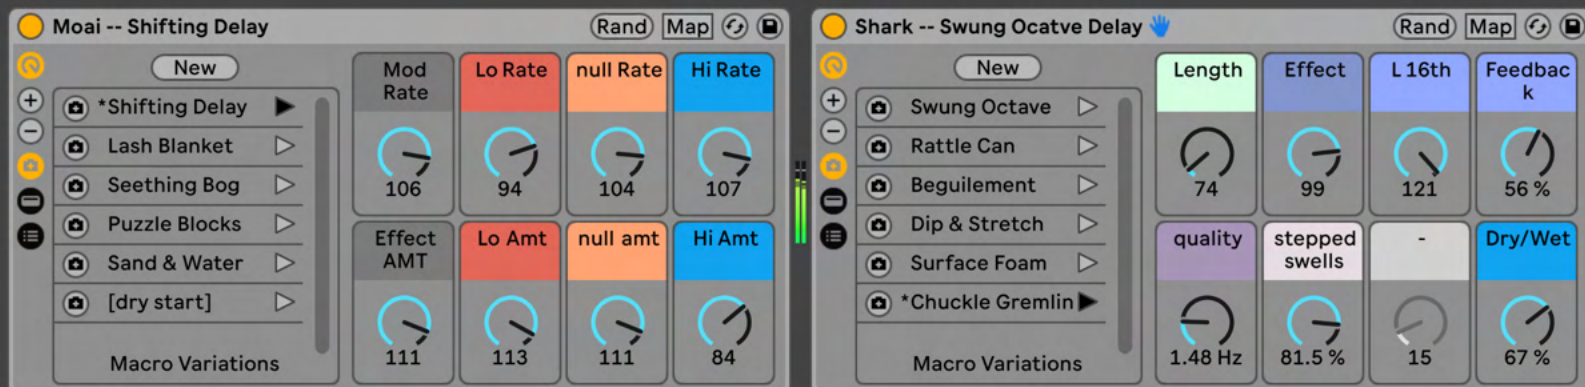 Moai -- Shifting Delay
Rand
Map
New
*Shifting Delay
Lash Blanket
Seething Bog
Puzzle Blocks
Sand & Water
[dry start]
Macro Variations
Mod
Rate
106
Lo Rate
94
null Rate
104
Hi Rate
107
Effect
AMT
111
Lo Amt
113
null amt
111
Hi Amt
84
Shark -- Swung Ocatve Delay
Rand
Map
New
Swung Octave
Rattle Can
Beguilement
Dip & Stretch
Surface Foam
*Chuckle Gremlin
Macro Variations
Length
74
Effect
99
L 16th
121
Feedbac
k
56 %
quality
1.48 Hz
stepped
swells
81.5 %
-
15
Dry/Wet
67 %